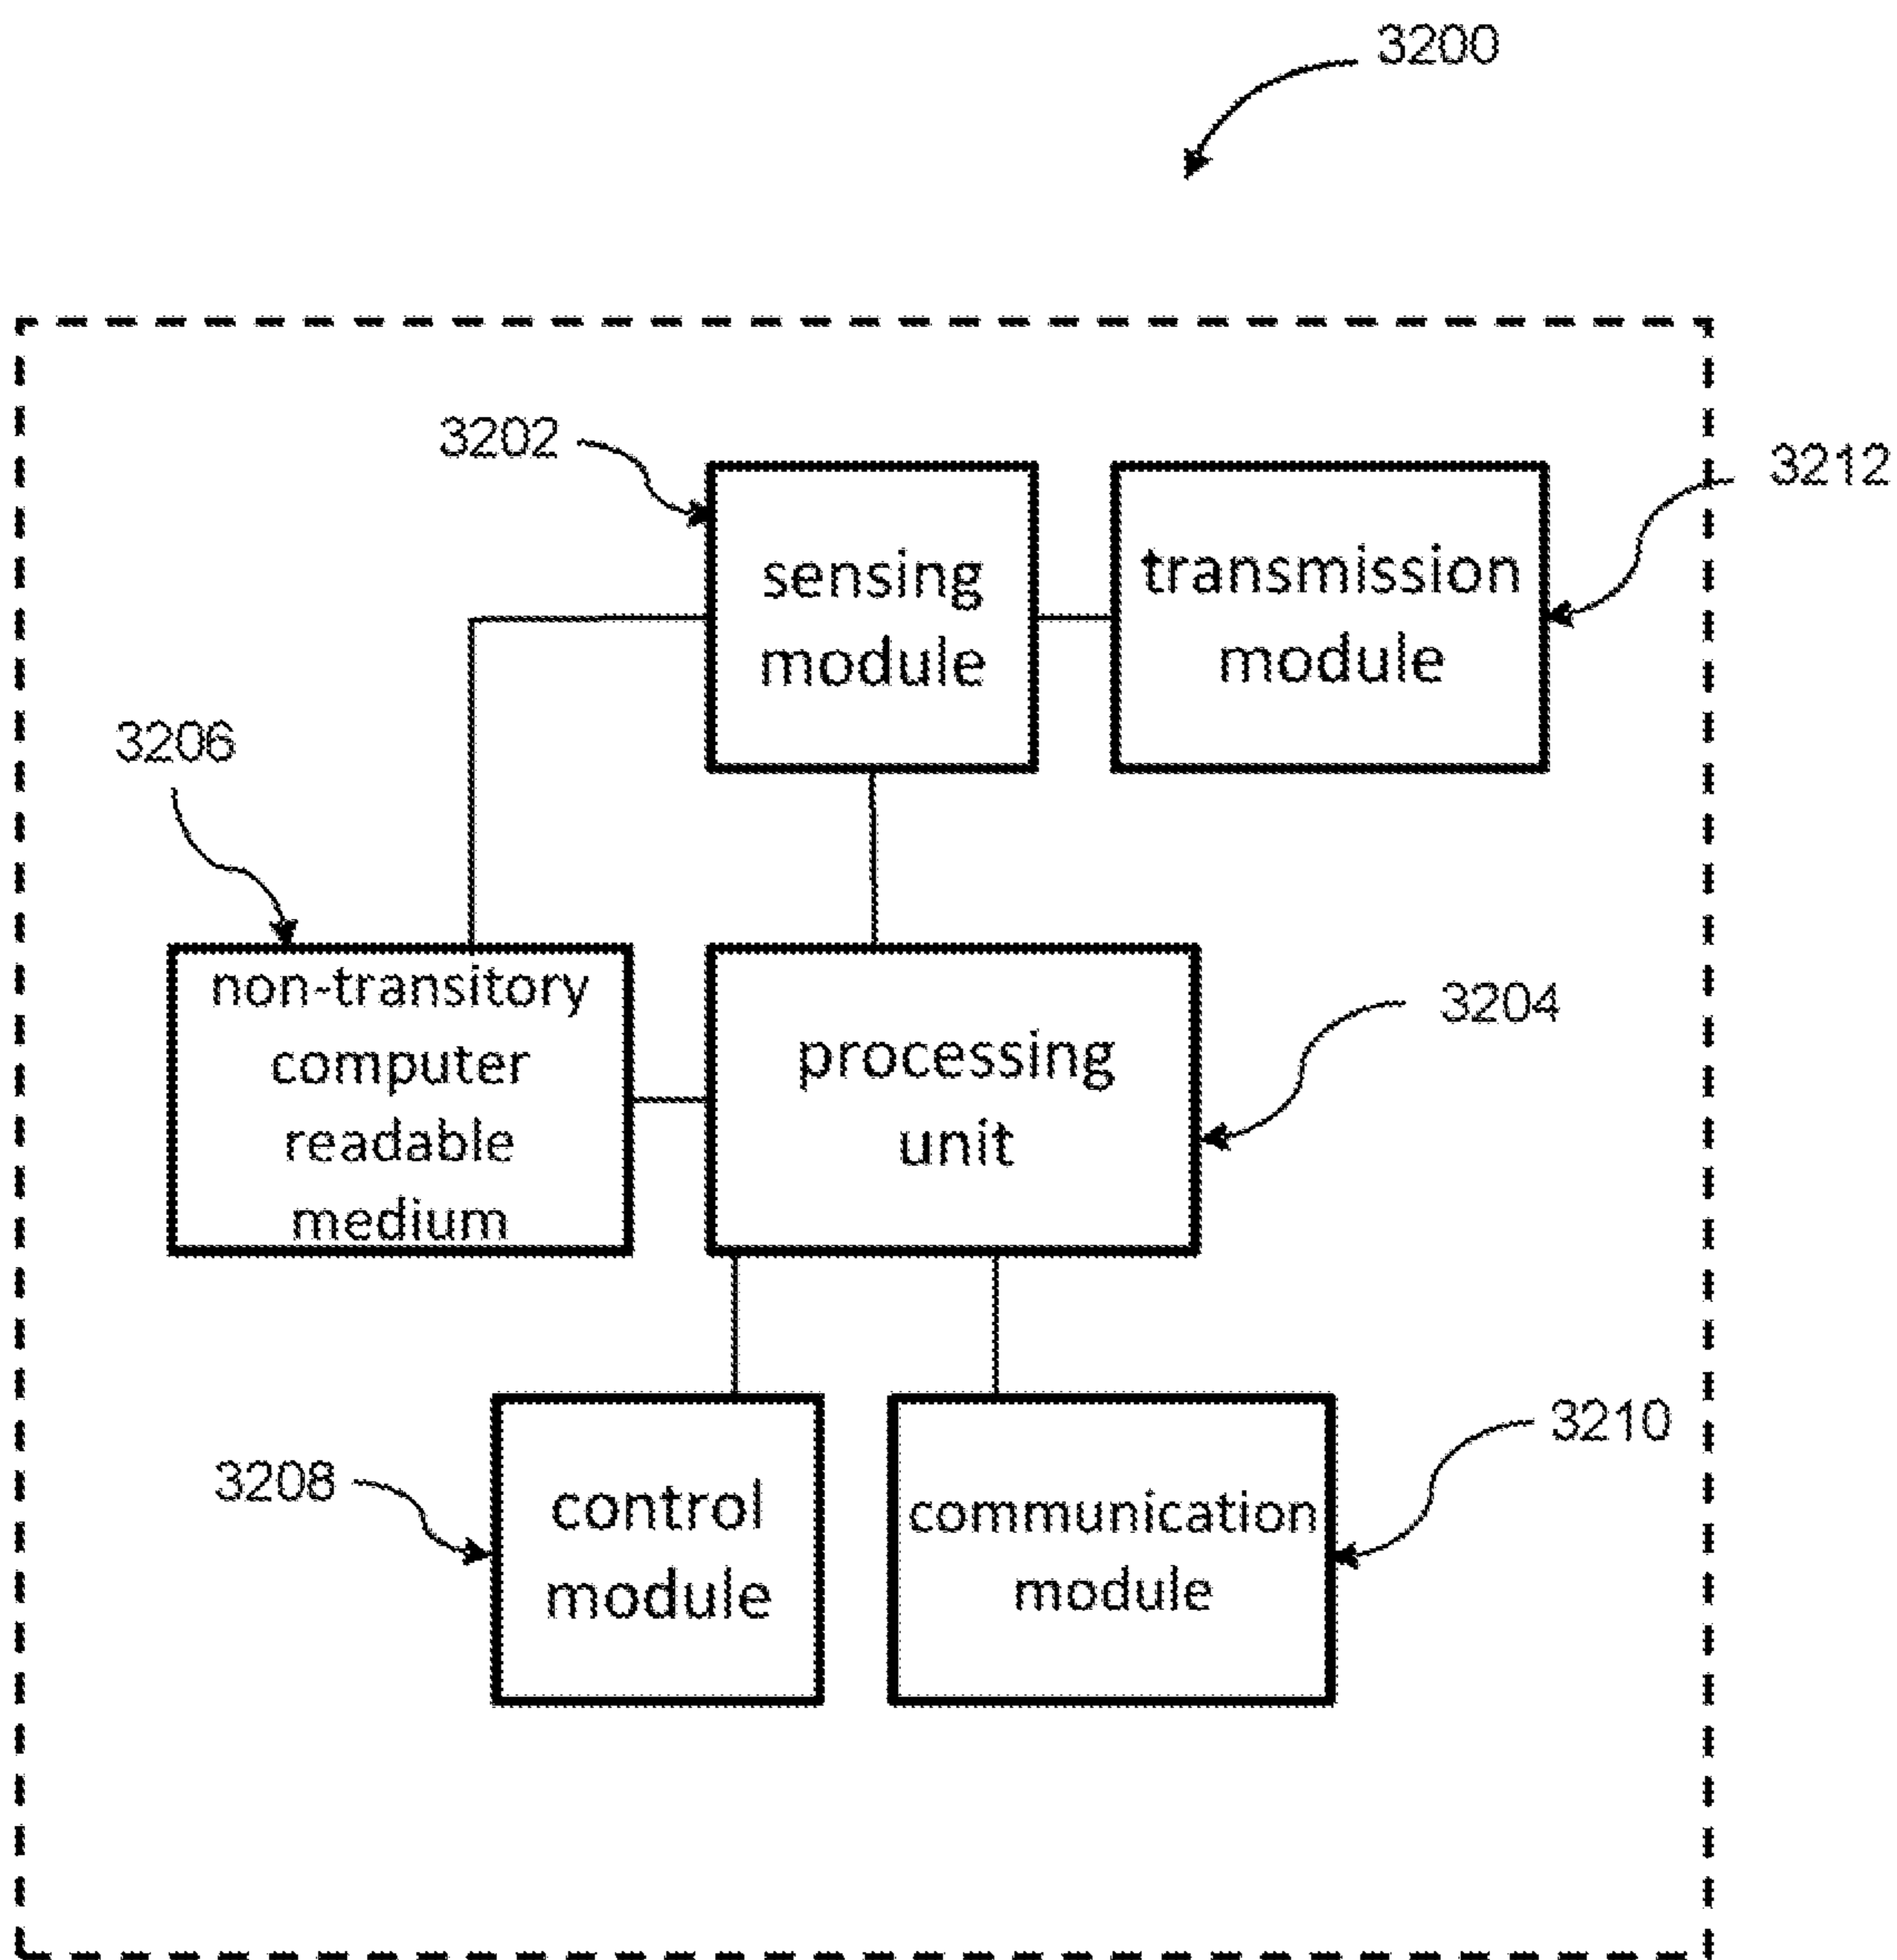 3200
3202
3212
sensing
module
transmission
module
3206
non-transitory
computer
readable
medium
processing
unit
3204
3208
control
module
communication
module
3210